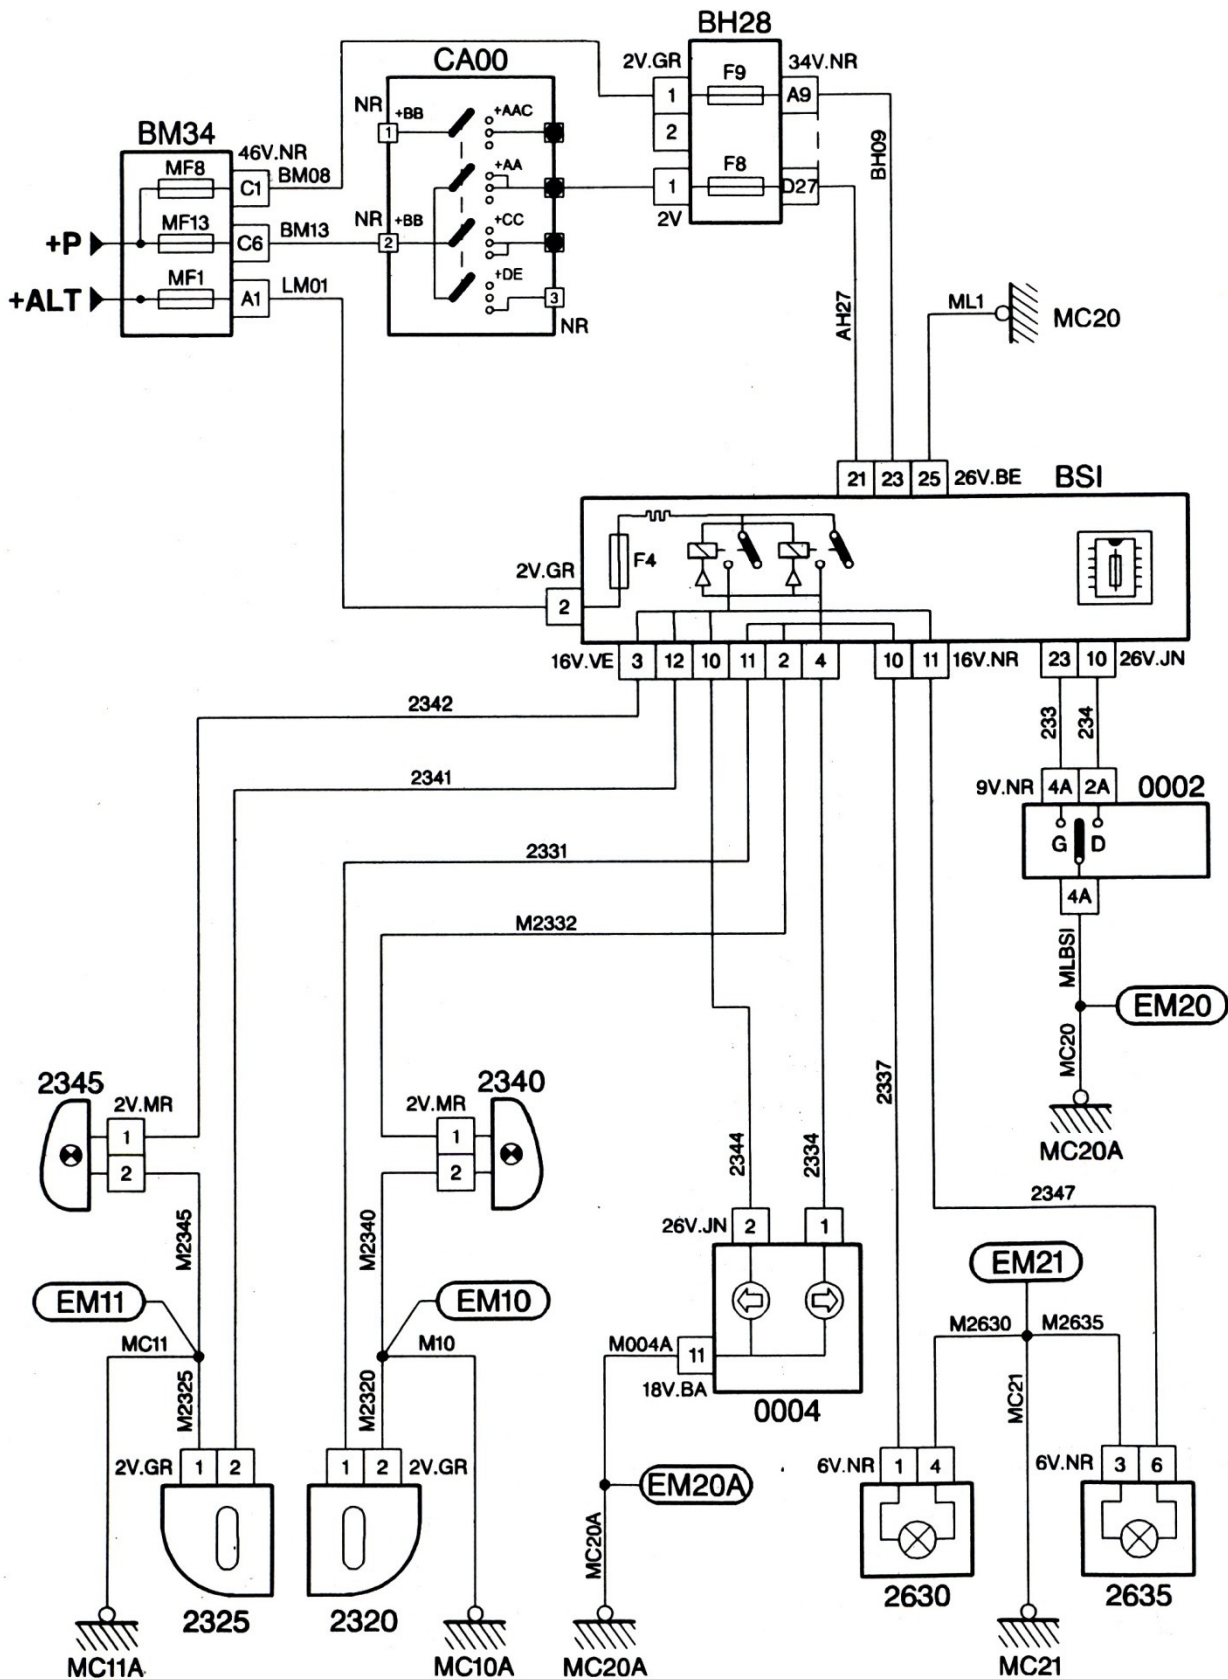 BH28
CA00
2V.GR
F9
34V.NR
1
A9
2
NR
+BB
+AAC
1
BM34
46V.NR
MF8
C1
BM08
+AA
F8
1
D27
2V
BH09
+P
MF13
C6
BM13
NR
+BB
2
+CC
+ALT
MF1
A1
LM01
+DE
3
NR
AH27
ML1
MC20
21
23
25
26V.BE
BSI
F4
2V.GR
2
16V.VE
3
12
10
11
2
4
10
11
16V.NR
23
10
26V.JN
2342
233
234
2341
9V.NR
4A
2A
0002
G
D
2331
4A
M2332
MLBSI
EM20
MC20
MC20A
2345
2V.MR
1
2
2340
2V.MR
1
2
2337
2344
2334
2347
M2345
M2340
26V.JN
2
1
EM11
EM10
EM21
MC11
M10
M004A
11
18V.BA
0004
M2630
M2635
MC21
M2325
M2320
2V.GR
1
2
1
2
2V.GR
EM20A
6V.NR
1
4
6V.NR
3
6
MC20A
2325
2320
2630
2635
MC11A
MC10A
MC20A
MC21